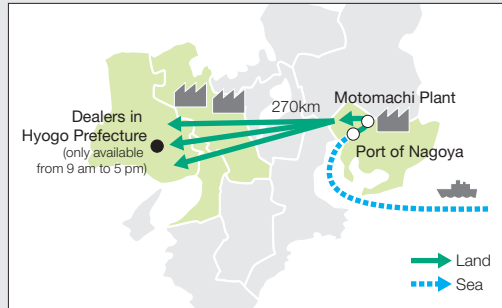 270km
Motomachi Plant
Dealers in
Hyogo Prefecture
(only available
from 9 am to 5 pm)
Port of Nagoya
Land
Sea